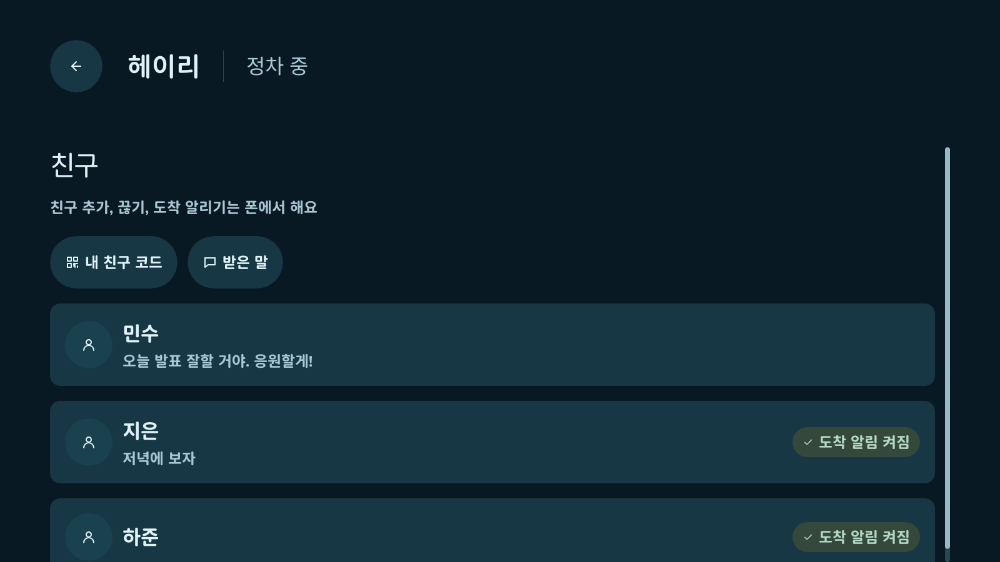 헤이리
정차 중
친구
친구 추가, 끊기, 도착 알리기는 폰에서 해요
내 친구 코드
받은 말
민수
오늘 발표 잘할 거야. 응원할게!
지은
저녁에 보자
도착 알림 켜짐
하준
도착 알림 켜짐